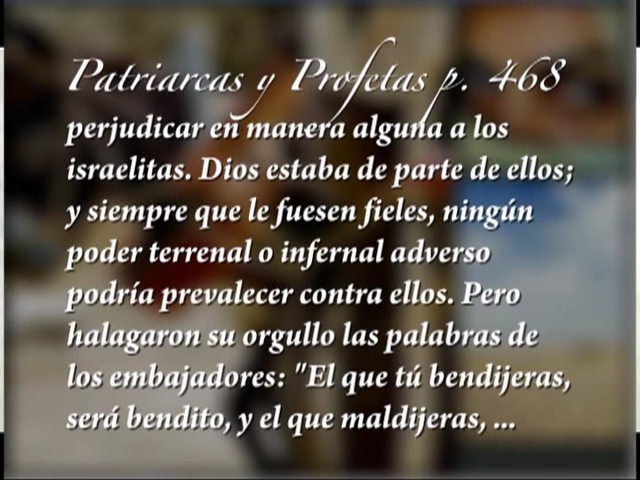 Patriarcas y Profetas p. 468
perjudicar en manera alguna a los
israelitas. Dios estaba de parte de ellos;
y siempre que le fuesen fieles, ningún
poder terrenal o infernal adverso
podría prevalecer contra ellos. Pero
halagaron su orgullo las palabras de
los embajadores: "El que tú bendijeras,
será bendito, y el que maldijeras, ...